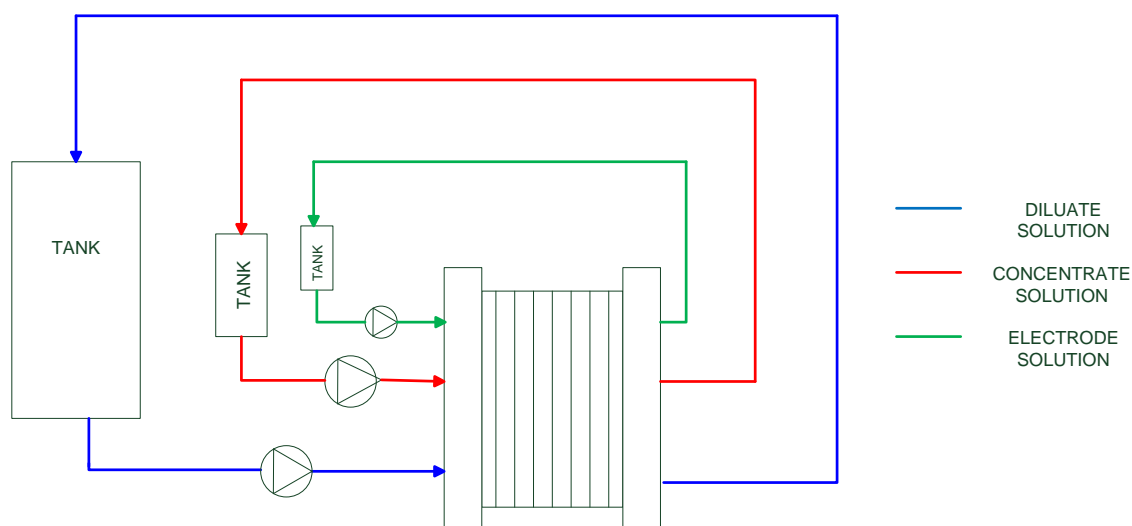 TANK
TANK
TANK
DILUATE
SOLUTION
CONCENTRATE
SOLUTION
ELECTRODE
SOLUTION